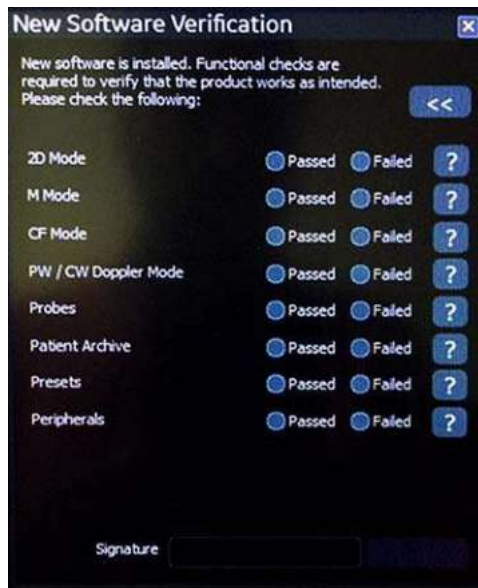 New Software Verification
New software is installed. Functional checks are
required to verify that the product works as intended.
Please check the following:
<<
2D Mode Passed Failed ?
M Mode Passed Failed ?
CF Mode Passed Failed ?
PW / CW Doppler Mode Passed Failed ?
Probes Passed Failed ?
Patient Archive Passed Failed ?
Presets Passed Failed ?
Peripherals Passed Failed ?
Signature